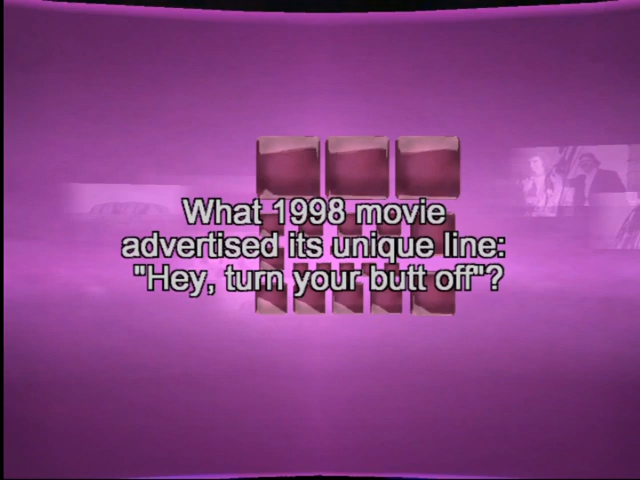 What 1998 movie
advertised its unique line:
"Hey, turn your butt off"?